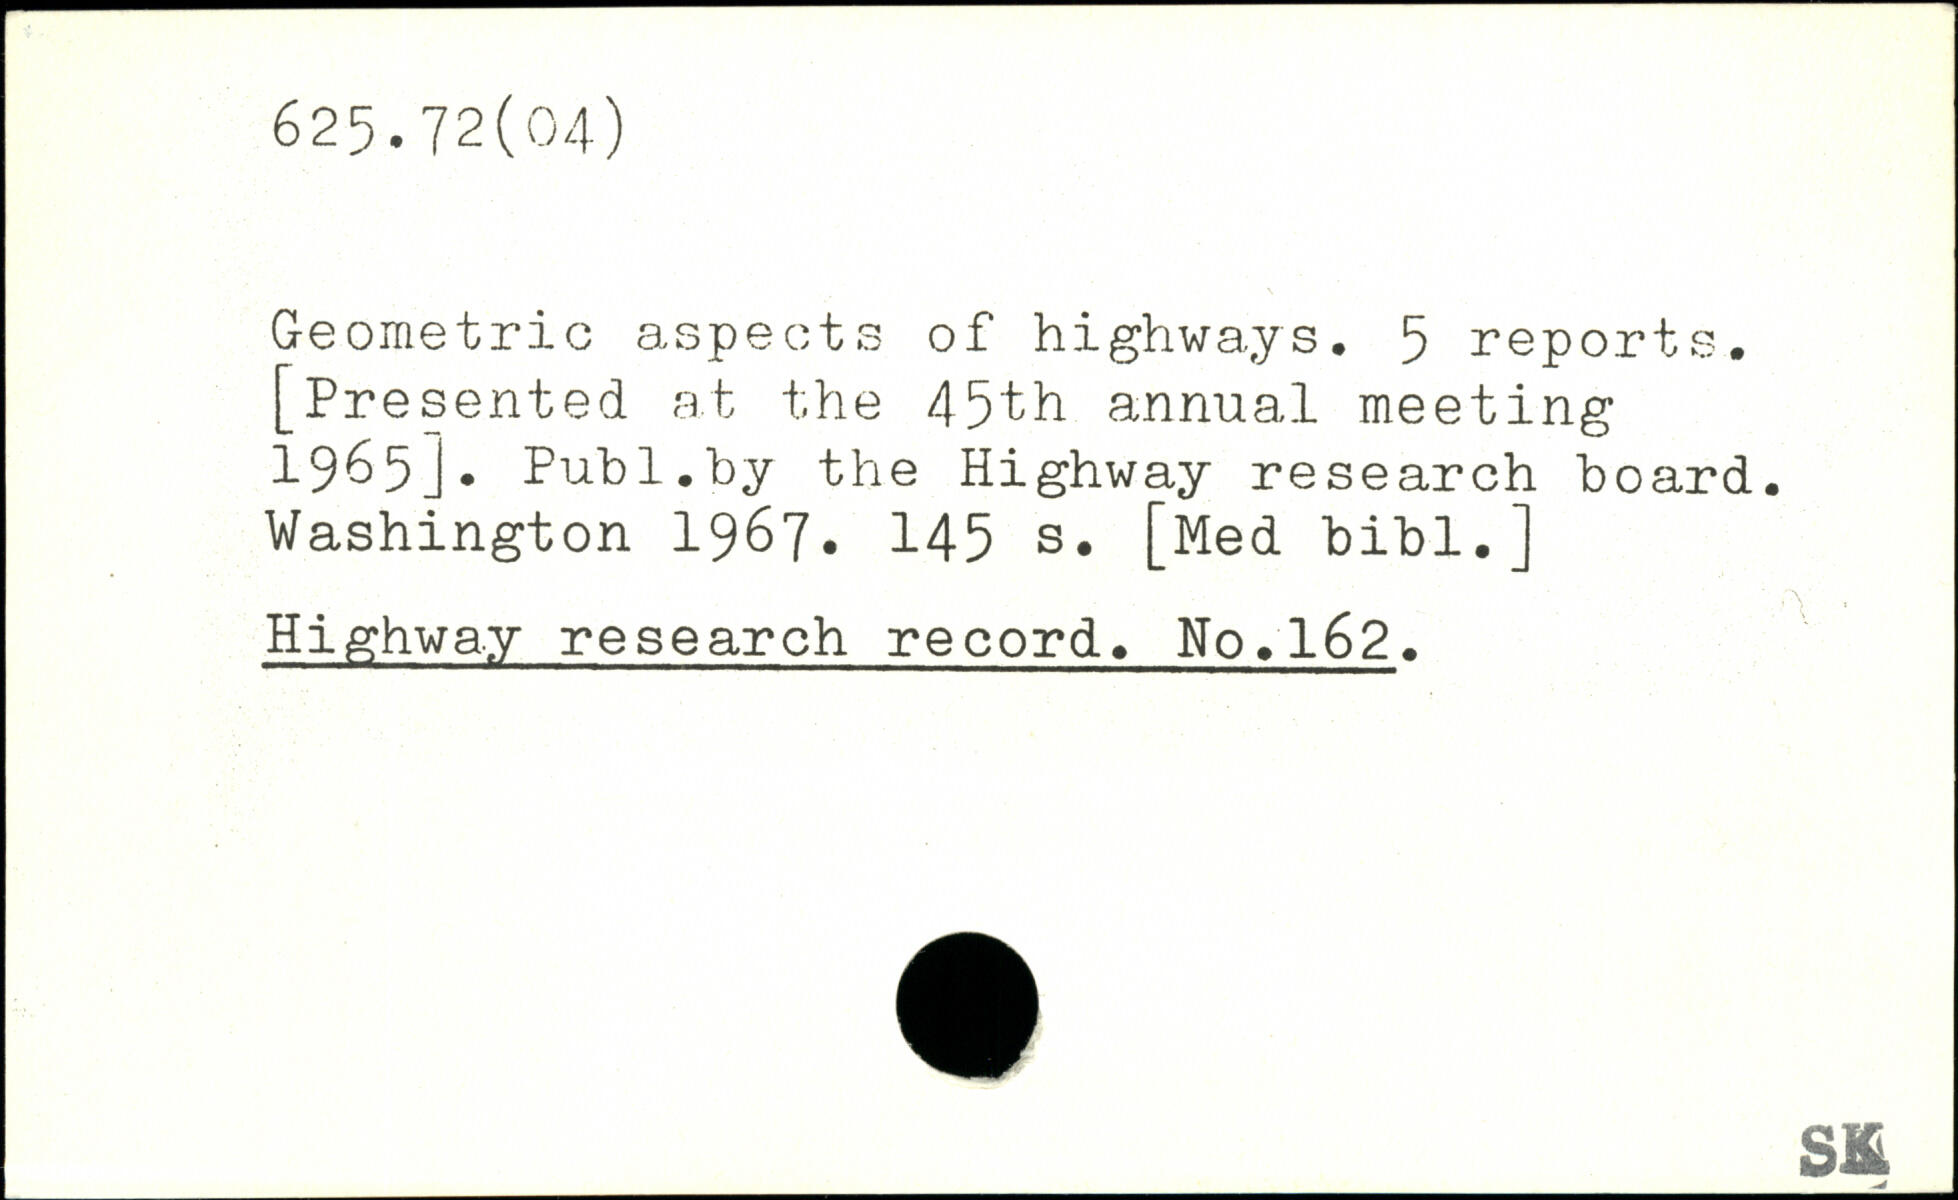 625.72(04)
Geometric aspects of highways. 5 reports.
[Presented at the 45th annual meeting
1965]. Publ.by the Highway research board.
Washington 1967. 145 s. [Med bibl.]
Highway research record. No.162.
SK